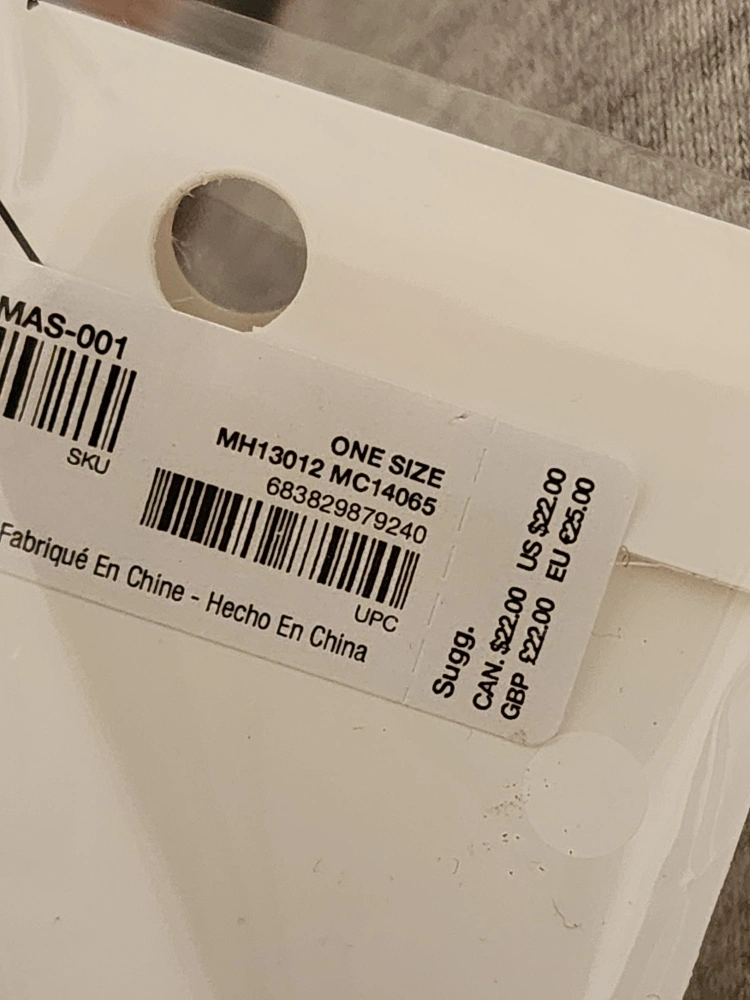 MAS-001
SKU
ONE SIZE
MH13012 MC14065
683829879240
UPC
Fabriqué En Chine - Hecho En China
Sugg.
CAN. $22.00 US $22.00
GBP £22.00 EU €25.00